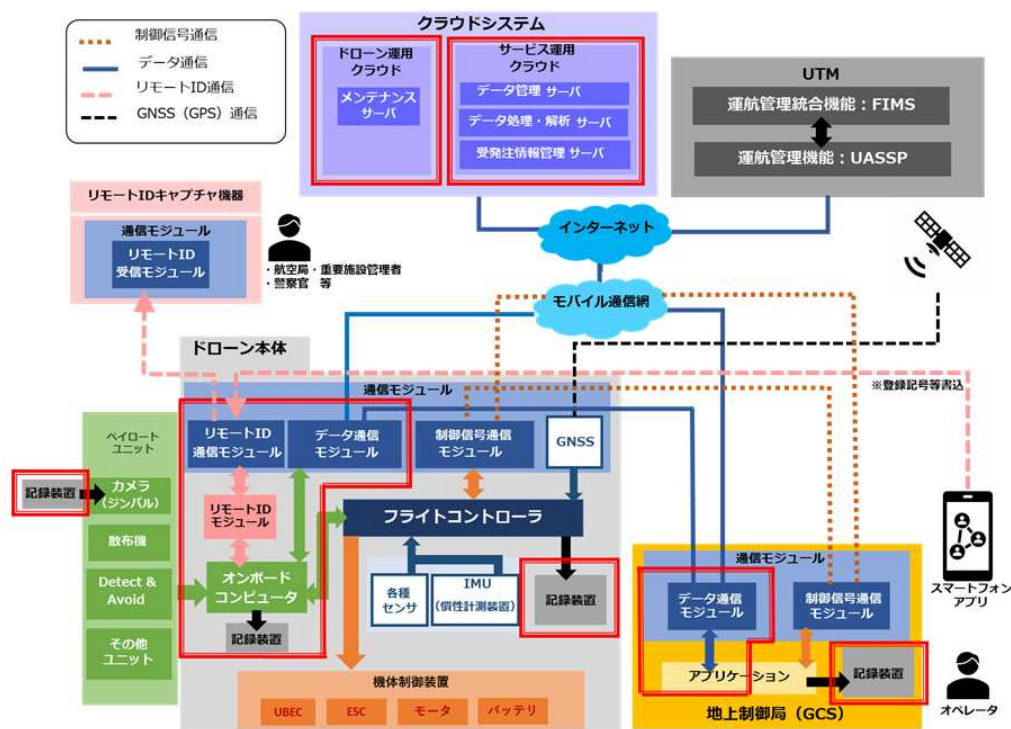 制御信号通信
データ通信
リモートID通信
GNSS（GPS）通信
クラウドシステム
ドローン運用
クラウド
メンテナンス
サーバ
サービス運用
クラウド
データ管理 サーバ
データ処理・解析 サーバ
受発注情報管理 サーバ
UTM
運航管理統合機能：FIMS
運航管理機能：UASSP
リモートIDキャプチャ機器
通信モジュール
リモートID
受信モジュール
・航空局・重要施設管理者
・警察官　等
インターネット
モバイル通信網
ドローン本体
通信モジュール
※登録記号等書込
リモートID
通信モジュール
データ通信
モジュール
制御信号通信
モジュール
GNSS
ペイロート
ユニット
記録装置
カメラ
（ジンバル）
散布機
Detect &
Avoid
その他
ユニット
リモートID
モジュール
オンボード
コンピュータ
記録装置
フライトコントローラ
各種
センサ
IMU
（慣性計測装置）
記録装置
機体制御装置
UBEC
ESC
モータ
バッテリ
通信モジュール
データ通信
モジュール
制御信号通信
モジュール
アプリケーション
記録装置
地上制御局（GCS）
スマートフォン
アプリ
オペレータ